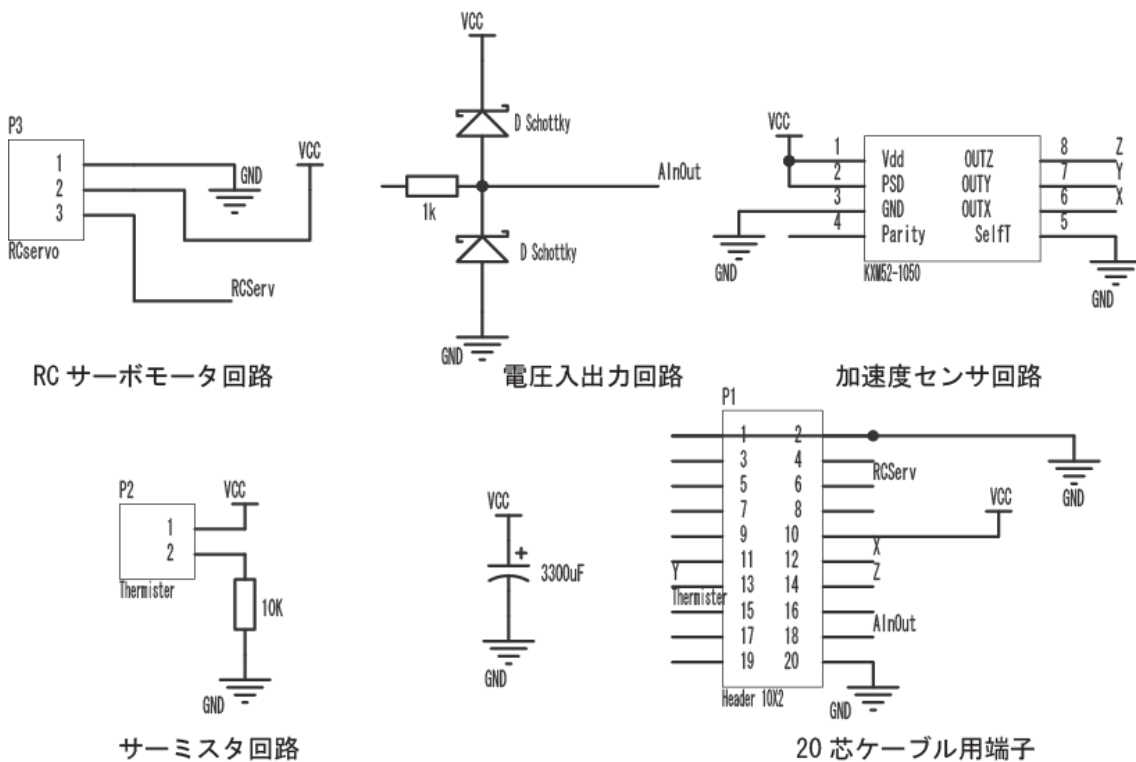 P3
1
2
3
RCservo
GND
VCC
RCServ
RC サーボモータ回路
VCC
D Schottky
1k
AInOut
D Schottky
GND
電圧入出力回路
VCC
1 Vdd OUTZ 8 Z
2 PSD OUTY 7 Y
3 GND OUTX 6 X
4 Parity SelfT 5
KXM52-1050
GND
GND
加速度センサ回路
P2
1
2
Thermister
VCC
10K
GND
サーミスタ回路
VCC
+
3300uF
GND
P1
1 2
3 4 RCServ
5 6
7 8
9 10
11 12 X
Y 13 14 Z
Thermister 15 16
17 18 AInOut
19 20
Header 10X2
GND
VCC
GND
20 芯ケーブル用端子